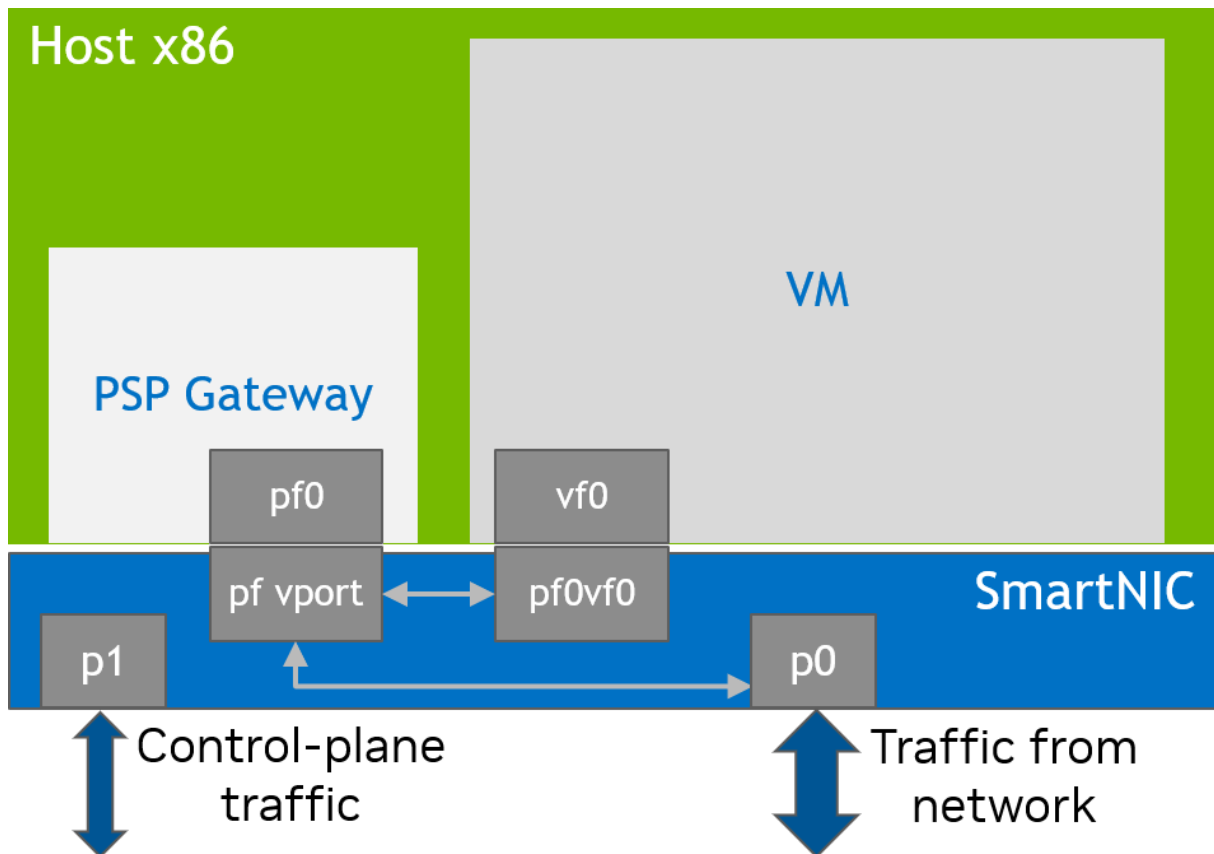 Host x86
VM
PSP Gateway
pf0
vf0
pf vport
pf0vf0
SmartNIC
p1
p0
Control-plane
traffic
Traffic from
network